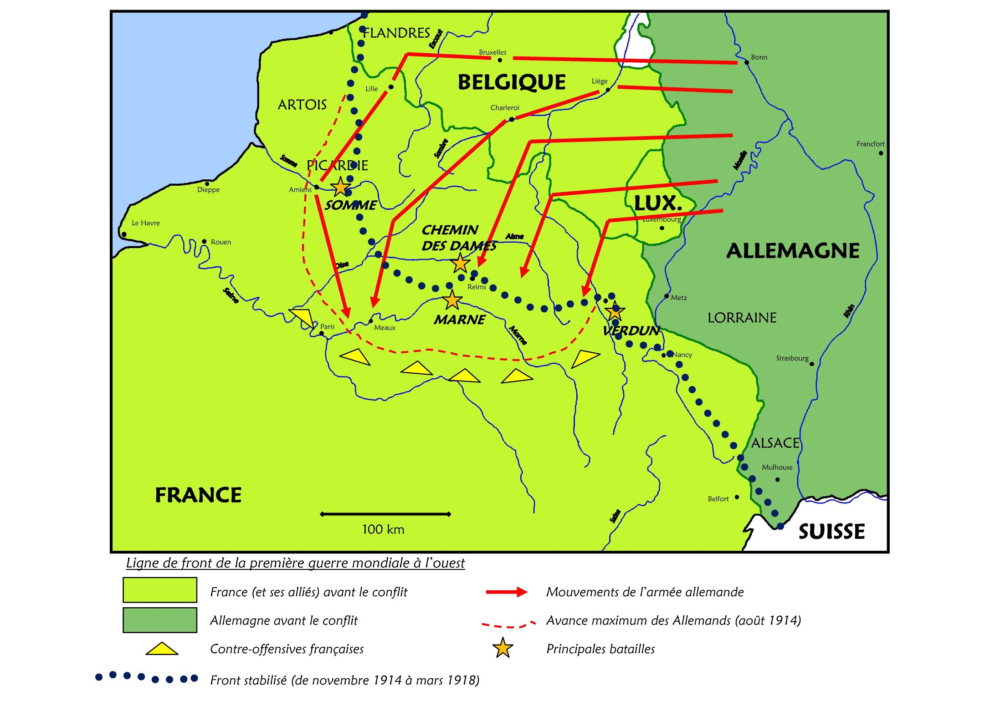 FLANDRES
Escaut
Bruxelles
Bonn
BELGIQUE
Liège
Lille
ARTOIS
Charleroi
Francfort
Sambre
Somme
PICARDIE
Moselle
Dieppe
Amiens
SOMME
LUX.
Luxembourg
Le Havre
CHEMIN
DES DAMES
Aisne
Rouen
ALLEMAGNE
Oise
Reims
Seine
Metz
Rhin
LORRAINE
MARNE
Paris
Meaux
Marne
VERDUN
Nancy
Strasbourg
ALSACE
Mulhouse
FRANCE
Belfort
Saône
100 km
SUISSE
Ligne de front de la première guerre mondiale à l'ouest
France (et ses alliés) avant le conflit
Mouvements de l'armée allemande
Allemagne avant le conflit
Avance maximum des Allemands (août 1914)
Contre-offensives françaises
Principales batailles
Front stabilisé (de novembre 1914 à mars 1918)